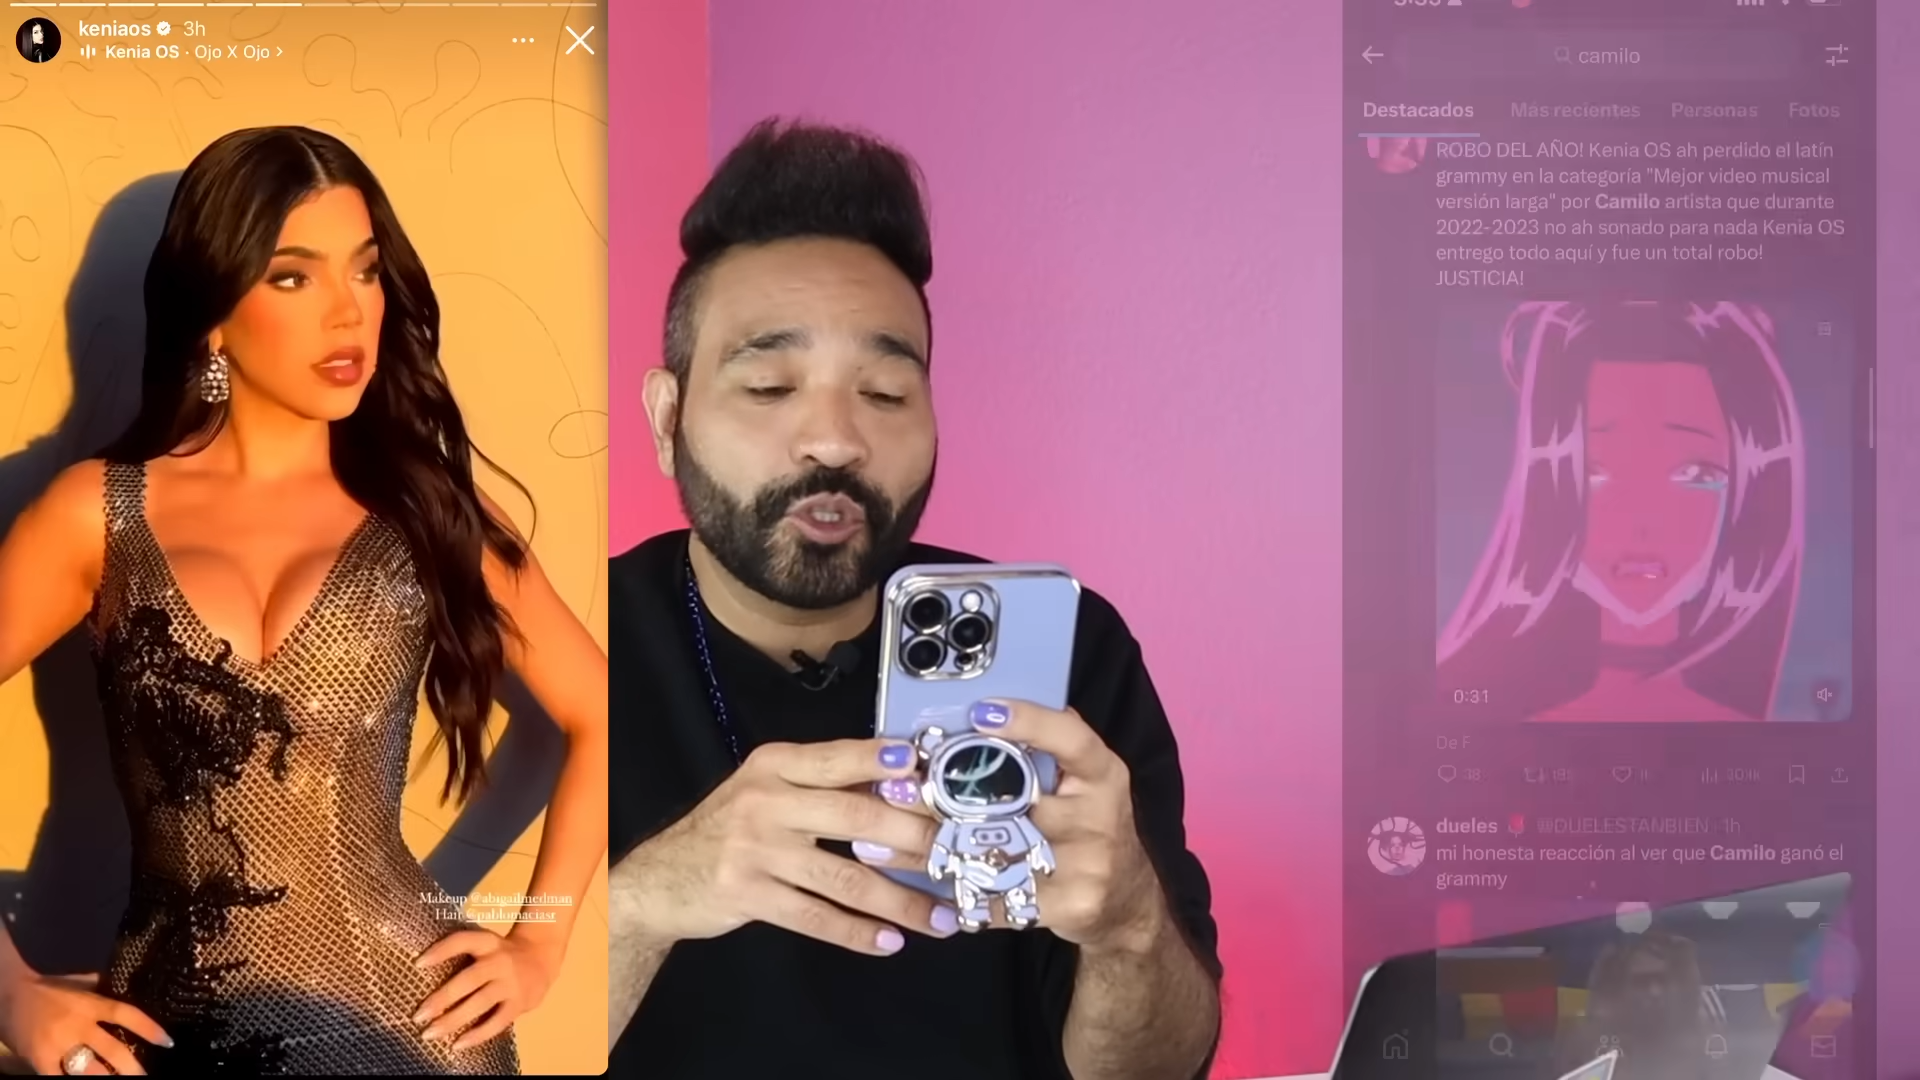 keniaos 3h
Kenia OS · Ojo X Ojo >
Makeup @abigailmedman
Hair @pablomaciasr
camilo
Destacados Más recientes Personas Fotos
ROBO DEL AÑO! Kenia OS ah perdido el latín
grammy en la categoría "Mejor video musical
versión larga" por Camilo artista que durante
2022-2023 no ah sonado para nada Kenia OS
entrego todo aquí y fue un total robo!
JUSTICIA!
0:31
De F
dueles @DUELESTANBIEN · 1h
mi honesta reacción al ver que Camilo ganó el
grammy